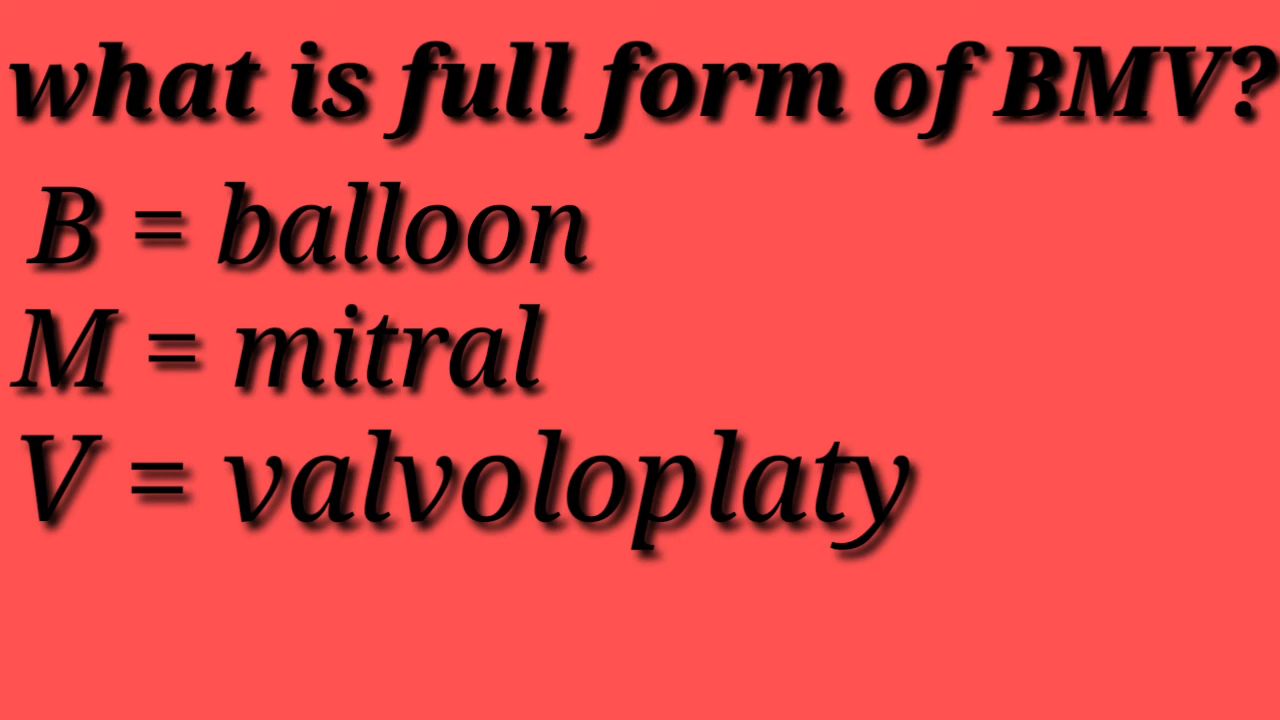 what is full form of BMV?
B = balloon
M = mitral
V = valvoloplaty